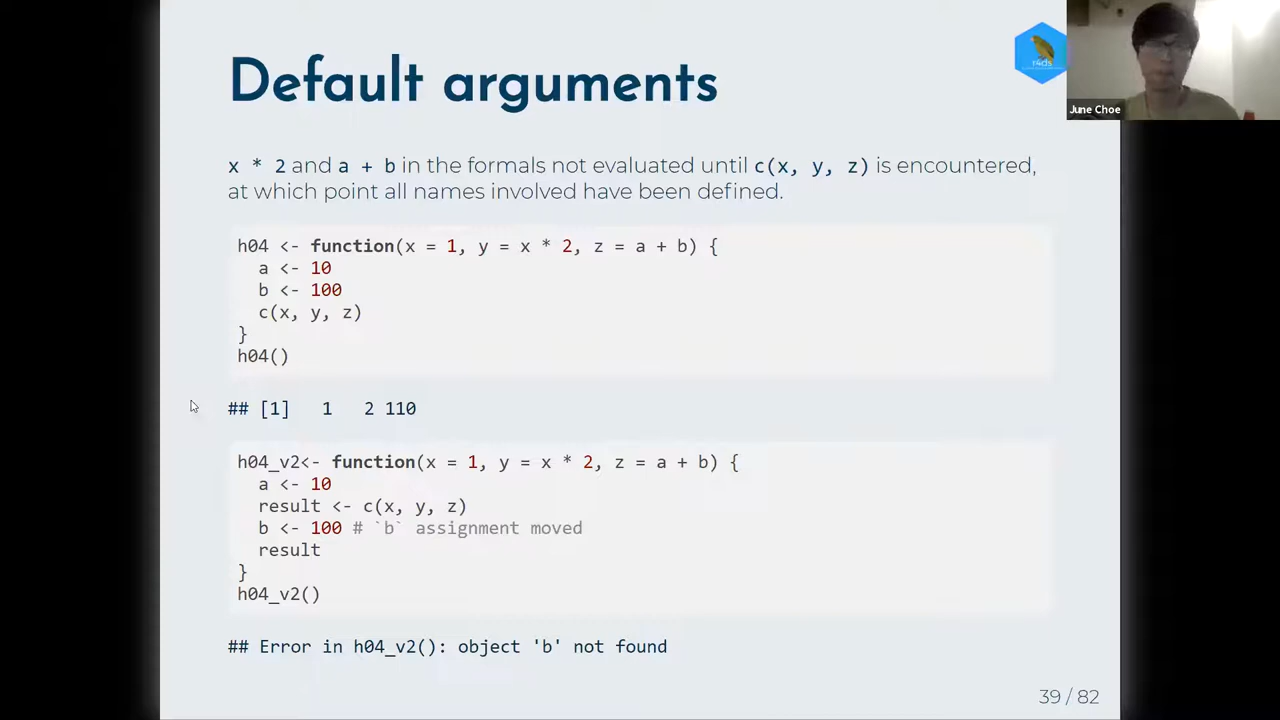 Default arguments
r4ds
June Choe
x * 2 and a + b in the formals not evaluated until c(x, y, z) is encountered,
at which point all names involved have been defined.
h04 <- function(x = 1, y = x * 2, z = a + b) {
  a <- 10
  b <- 100
  c(x, y, z)
}
h04()
## [1]   1   2 110
h04_v2<- function(x = 1, y = x * 2, z = a + b) {
  a <- 10
  result <- c(x, y, z)
  b <- 100 # `b` assignment moved
  result
}
h04_v2()
## Error in h04_v2(): object 'b' not found
39 / 82